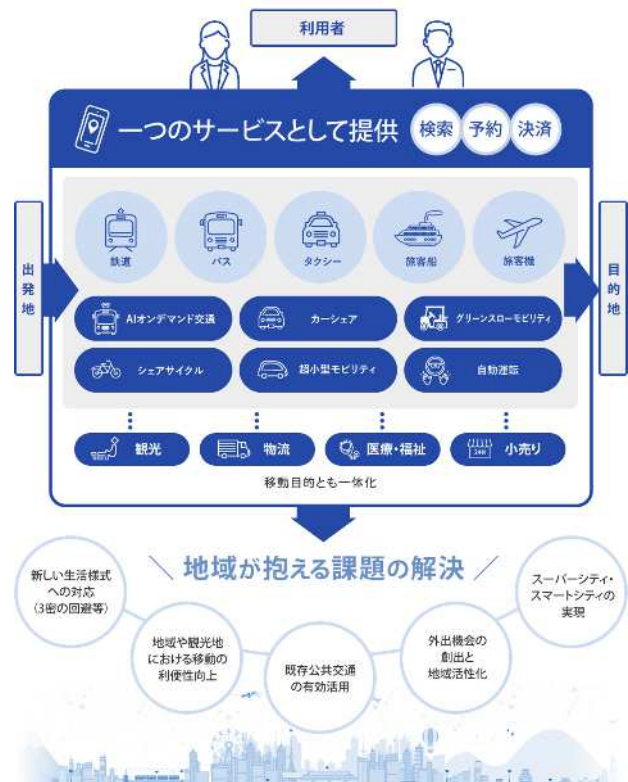 利用者
一つのサービスとして提供
検索
予約
決済
出発地
目的地
鉄道
バス
タクシー
旅客船
旅客機
AIオンデマンド交通
カーシェア
グリーンスローモビリティ
シェアサイクル
超小型モビリティ
自動運転
観光
物流
医療・福祉
小売り
移動目的とも一体化
地域が抱える課題の解決
新しい生活様式
への対応
(3密の回避等)
地域や観光地
における移動の
利便性向上
既存公共交通
の有効活用
外出機会の
創出と
地域活性化
スーパーシティ・
スマートシティの
実現